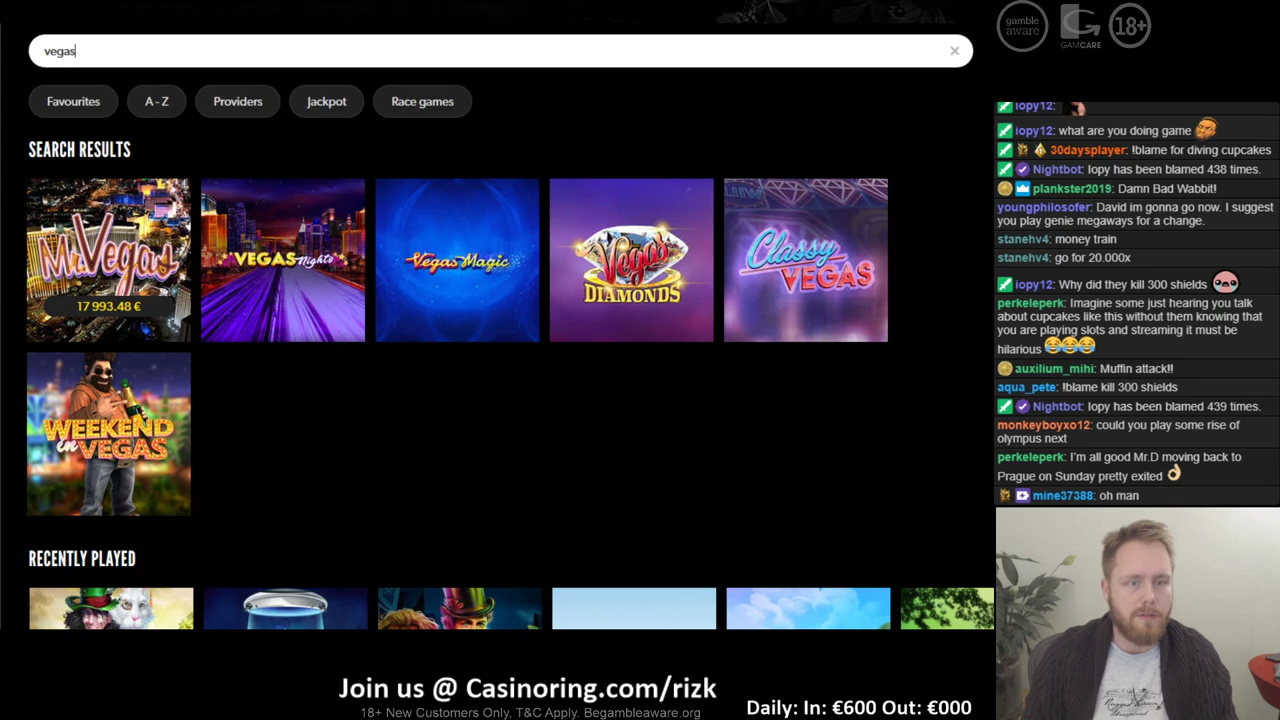 vegas
Favourites
A - Z
Providers
Jackpot
Race games
SEARCH RESULTS
Mr. Vegas
17 993.48 €
VEGAS Nights
Vegas Magic
Vegas
DIAMONDS
Classy
VEGAS
WEEKEND
in VEGAS
RECENTLY PLAYED
gamble
aware
GAMCARE
18+
iopy12:
iopy12: what are you doing game
30daysplayer: !blame for diving cupcakes
Nightbot: Iopy has been blamed 438 times.
plankster2019: Damn Bad Wabbit!
youngphilosofer: David im gonna go now. I suggest
you play genie megaways for a change.
stanehv4: money train
stanehv4: go for 20.000x
iopy12: Why did they kill 300 shields
perkeleperk: Imagine some just hearing you talk
about cupcakes like this without them knowing that
you are playing slots and streaming it must be
hilarious 😂😂😂
auxilium_mihi: Muffin attack!!
aqua_pete: !blame kill 300 shields
Nightbot: Iopy has been blamed 439 times.
monkeyboyxo12: could you play some rise of
olympus next
perkeleperk: I'm all good Mr.D moving back to
Prague on Sunday pretty exited 👌
mine37388: oh man
Join us @ Casinoring.com/rizk
18+ New Customers Only, T&C Apply. Begambleaware.org
Daily: In: €600 Out: €000